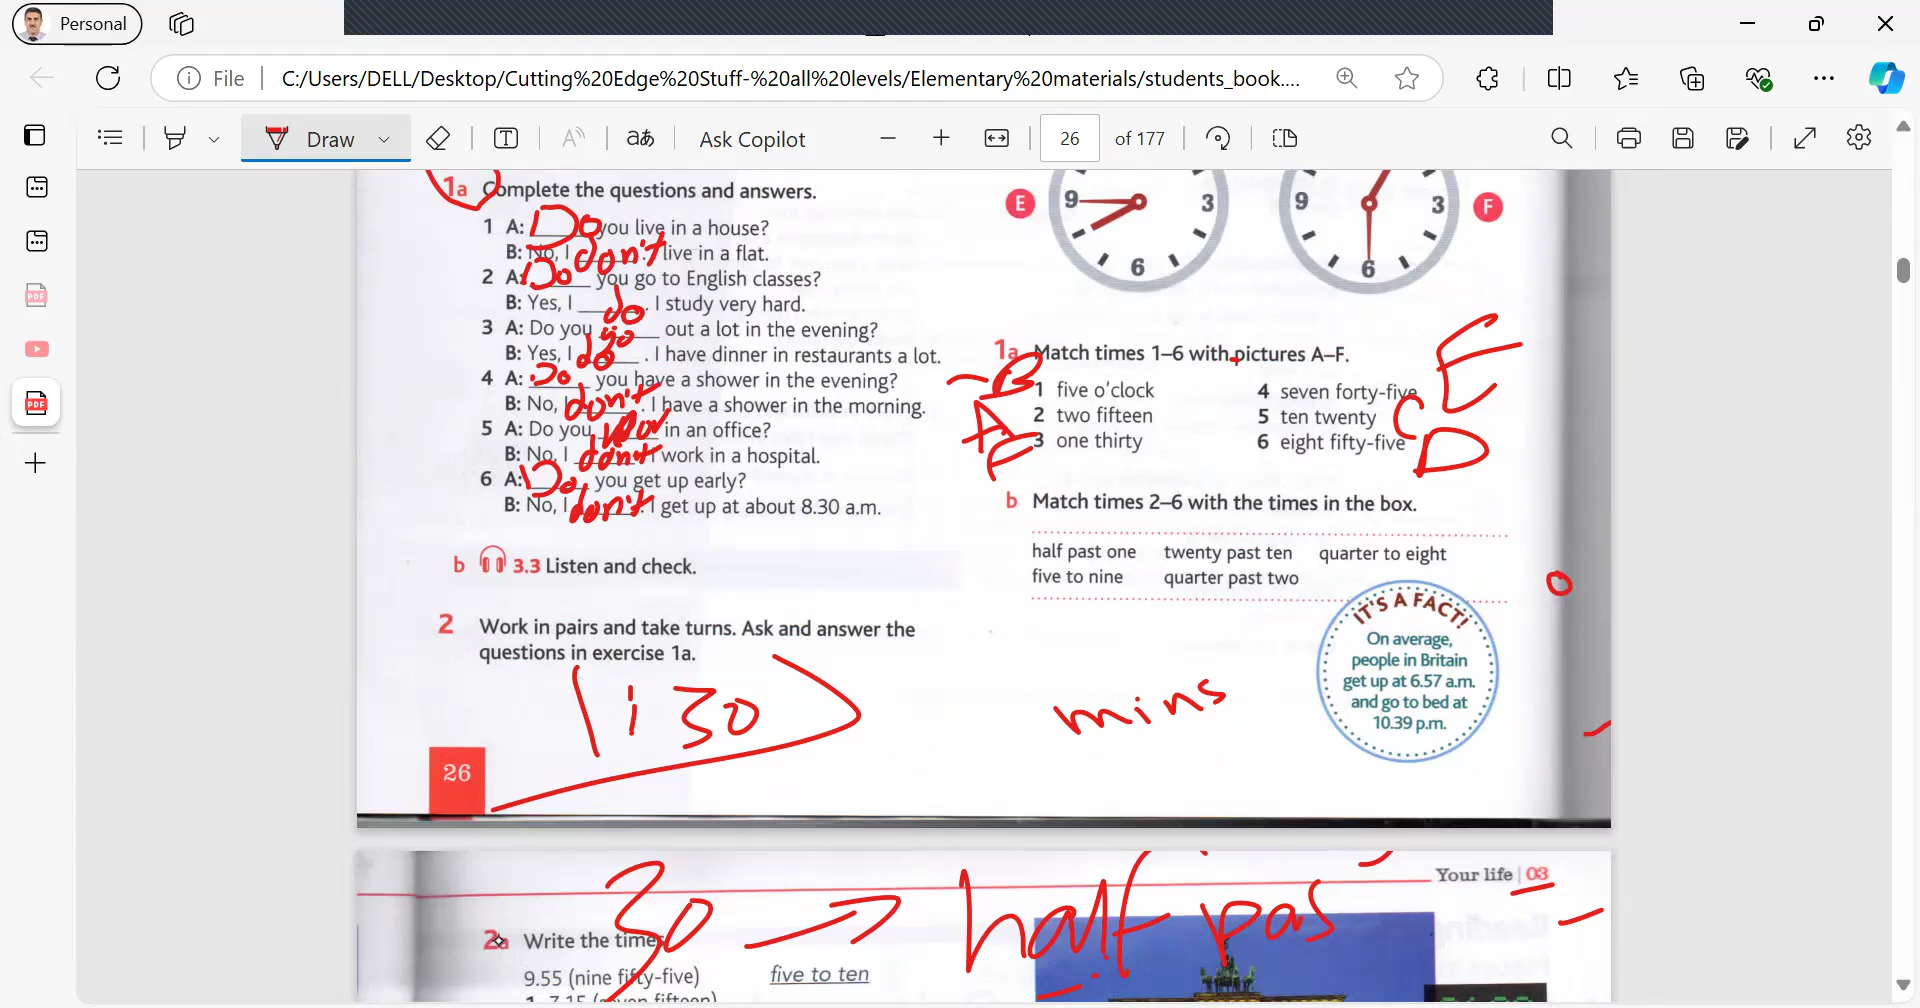 Personal
File
C:/Users/DELL/Desktop/Cutting%20Edge%20Stuff-%20all%20levels/Elementary%20materials/students_book....
Draw
Ask Copilot
26 of 177
1a Complete the questions and answers.
1 A: Do you live in a house?
B: No, I don't. I live in a flat.
2 A: Do you go to English classes?
B: Yes, I do. I study very hard.
3 A: Do you go out a lot in the evening?
B: Yes, I do. I have dinner in restaurants a lot.
4 A: Do you have a shower in the evening?
B: No, I don't. I have a shower in the morning.
5 A: Do you in an office?
B: No, I don't. I work in a hospital.
6 A: Do you get up early?
B: No, I don't. I get up at about 8.30 a.m.
b 3.3 Listen and check.
2 Work in pairs and take turns. Ask and answer the
questions in exercise 1a.
1:30
26
E
9 3
6
9 3
6
F
1a Match times 1–6 with pictures A–F.
B 1 five o'clock
A 2 two fifteen
F 3 one thirty
4 seven forty-five E
5 ten twenty C
6 eight fifty-five D
b Match times 2–6 with the times in the box.
half past one twenty past ten quarter to eight
five to nine quarter past two
mins
IT'S A FACT!
On average,
people in Britain
get up at 6.57 a.m.
and go to bed at
10.39 p.m.
Your life | 03
30 → half pas
2a Write the times
9.55 (nine fifty-five) five to ten
1 7.15 (seven fifteen)